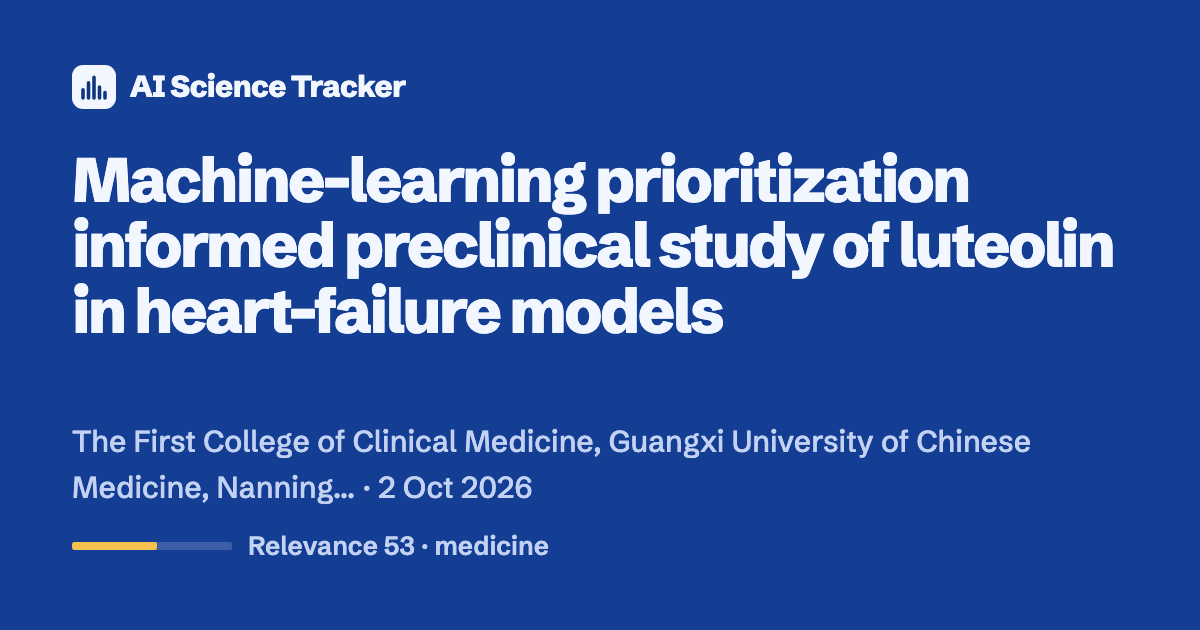 AI Science Tracker
Machine-learning prioritization
informed preclinical study of luteolin
in heart-failure models
The First College of Clinical Medicine, Guangxi University of Chinese
Medicine, Nanning... · 2 Oct 2026
Relevance 53 · medicine